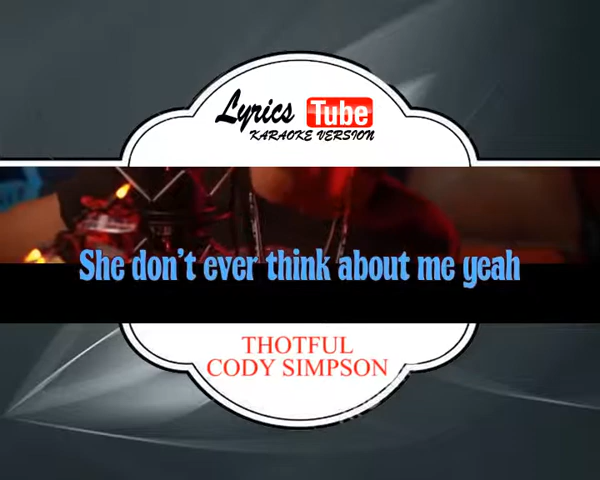 Lyrics Tube
KARAOKE VERSION
She don't ever think about me yeah
THOTFUL
CODY SIMPSON